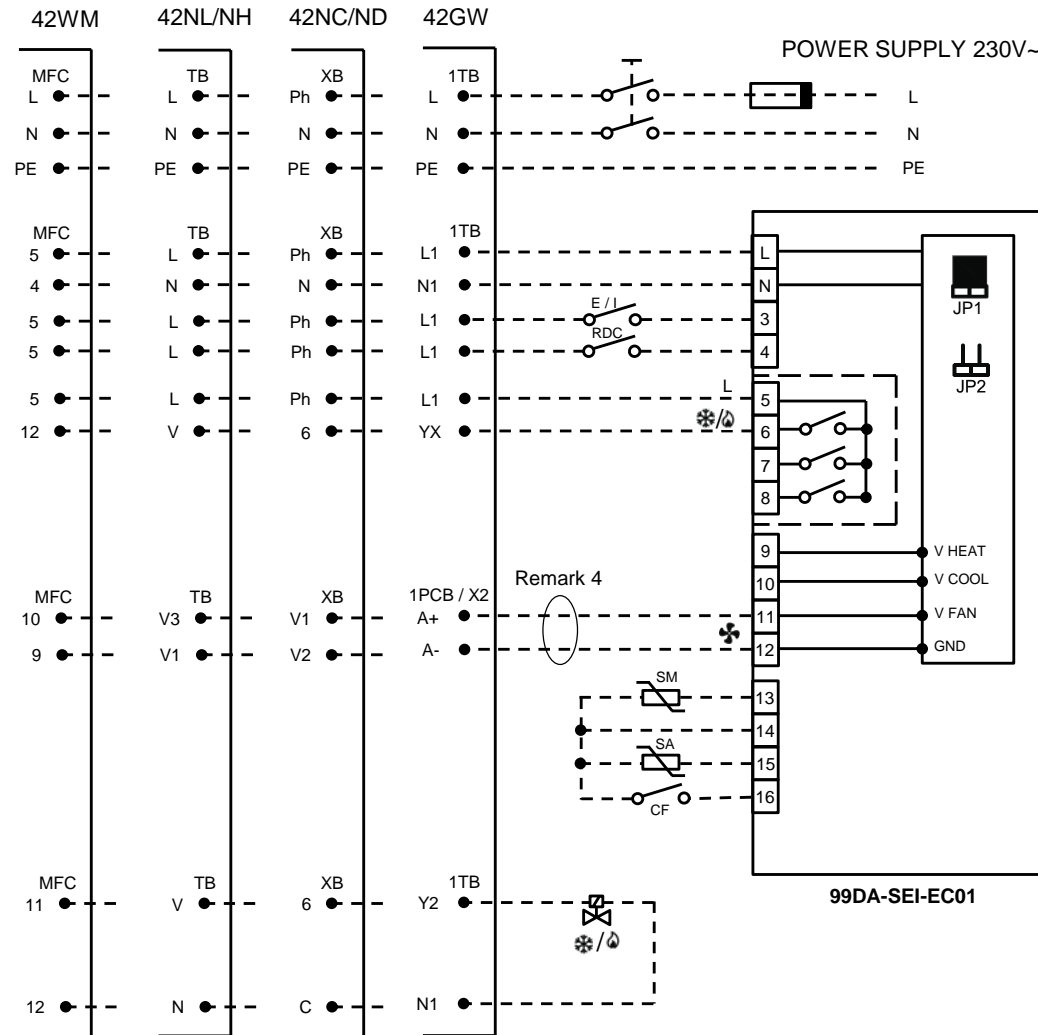 42WM 42NL/NH 42NC/ND 42GW
POWER SUPPLY 230V~
MFC TB XB 1TB
L L Ph L L
N N N N N
PE PE PE PE PE
MFC TB XB 1TB
5 L Ph L1 L
4 N N N1 N
JP1
E / I
5 L Ph L1 3
RDC
5 L Ph L1 4
JP2
L
5 L Ph L1 5
12 V 6 YX / 6
7
8
9 V HEAT
Remark 4
10 V COOL
MFC TB XB 1PCB / X2
10 V3 V1 A+ 11 V FAN
9 V1 V2 A- 12 GND
SM
13
14
SA
15
16
CF
MFC TB XB 1TB
11 V 6 Y2
99DA-SEI-EC01
/
12 N C N1